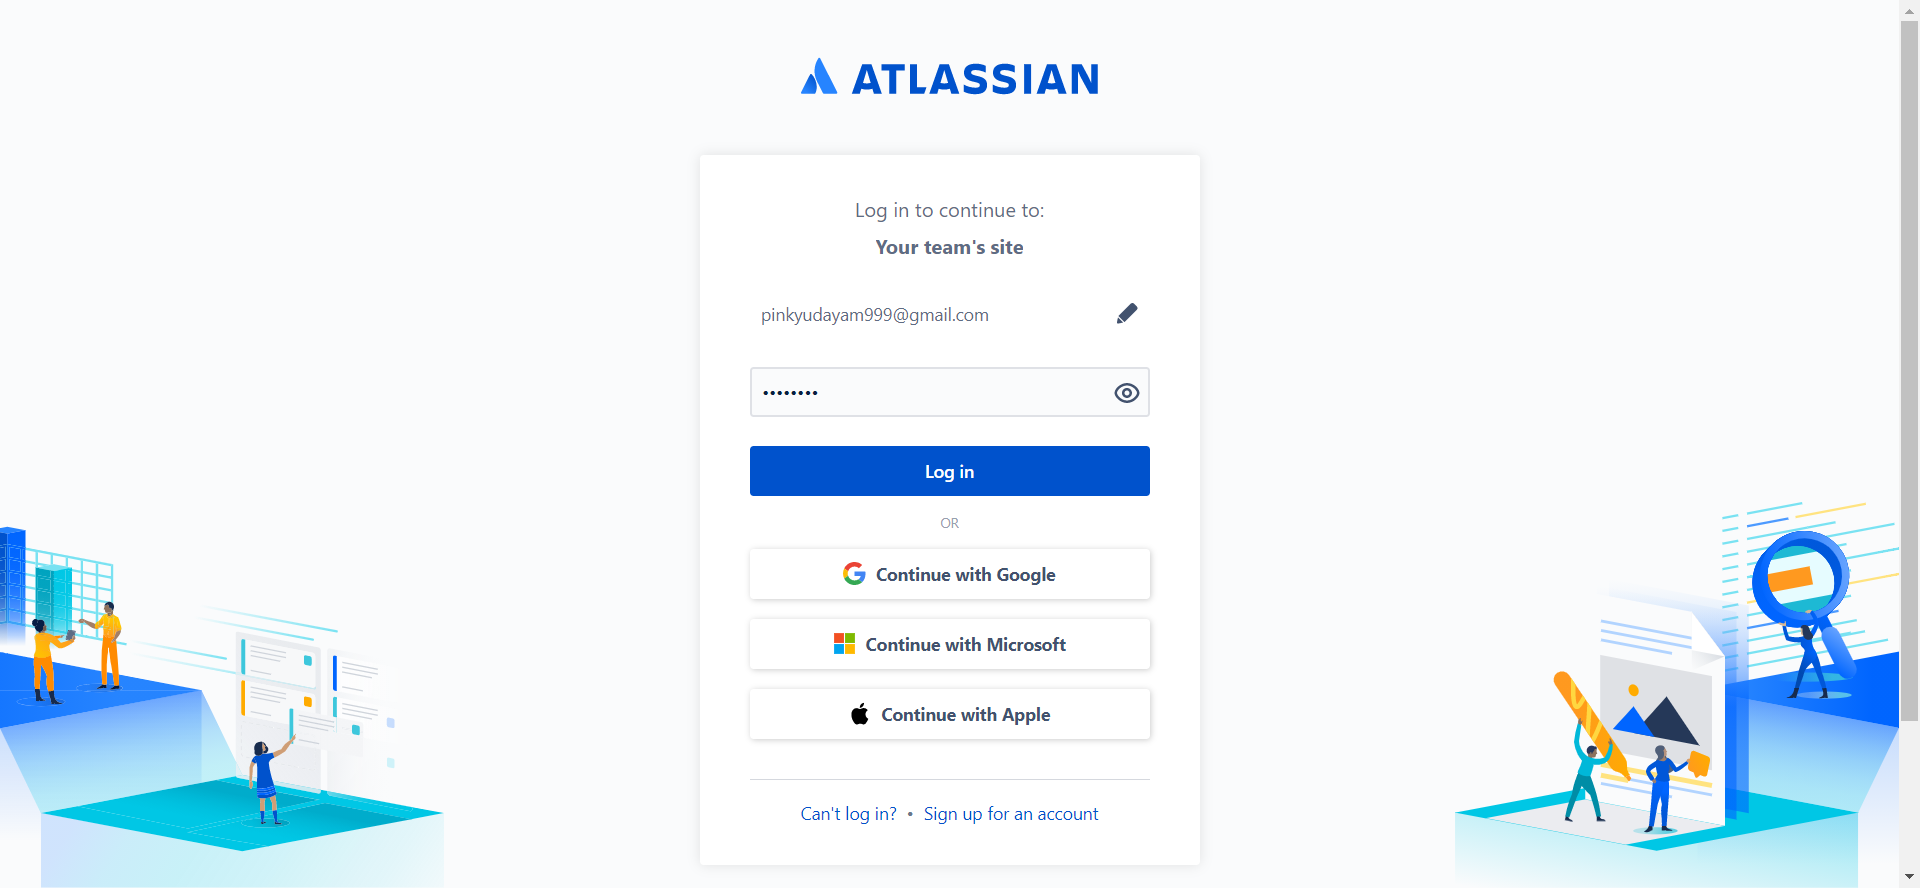 ATLASSIAN
Log in to continue to:
Your team's site
pinkyudayam999@gmail.com
••••••••
Log in
OR
Continue with Google
Continue with Microsoft
Continue with Apple
Can't log in? • Sign up for an account